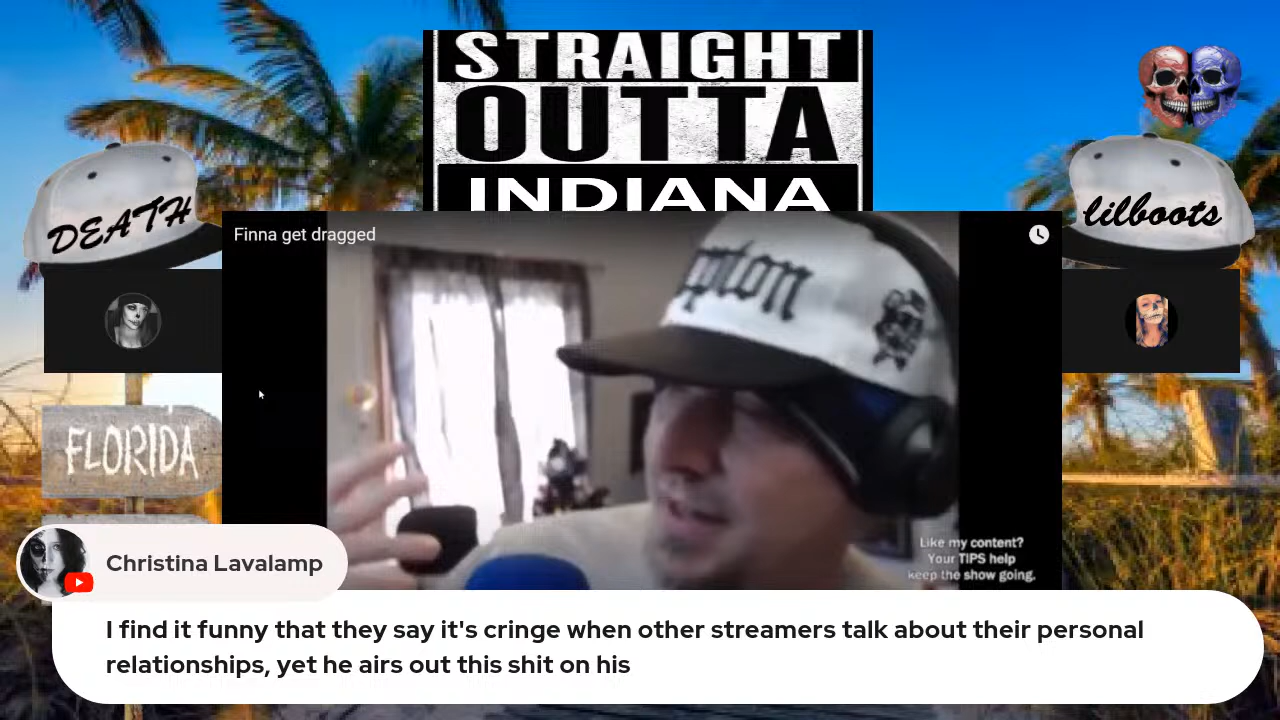 STRAIGHT
OUTTA
INDIANA
DEATH
lilboots
Finna get dragged
FLORIDA
Like my content?
Your TIPS help
keep the show going.
Christina Lavalamp
I find it funny that they say it's cringe when other streamers talk about their personal
relationships, yet he airs out this shit on his